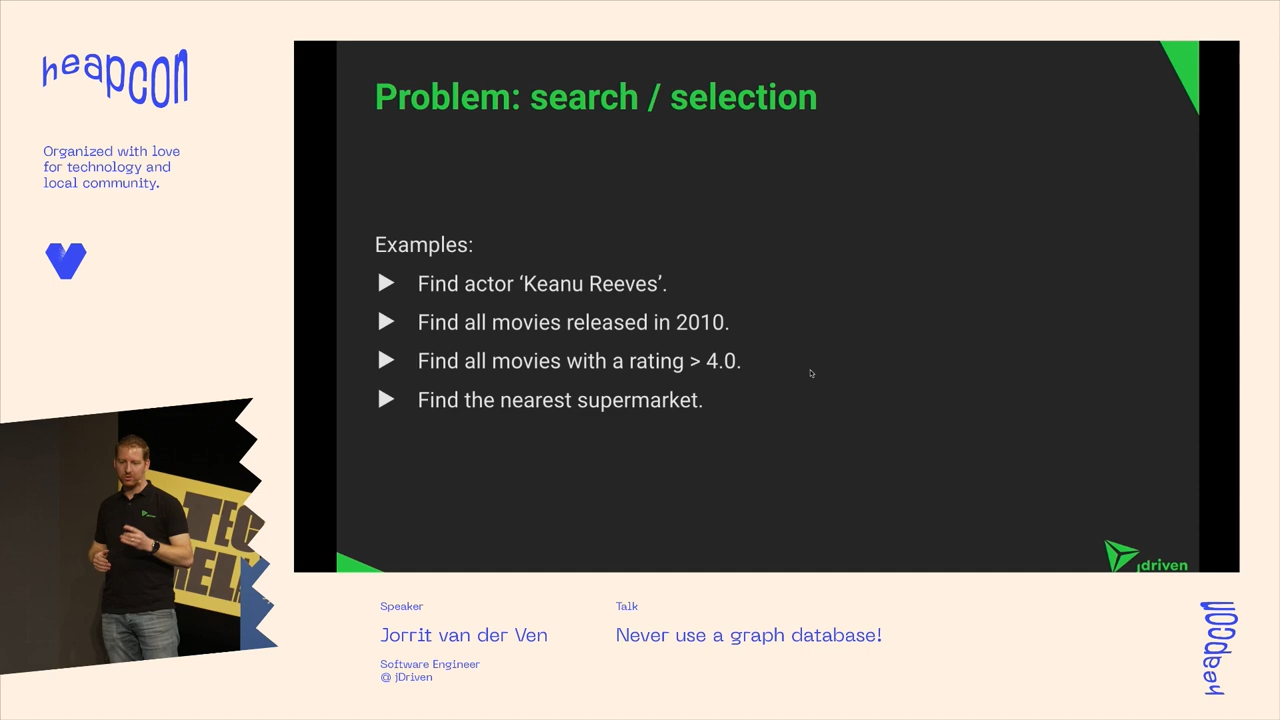 heapcon
Organized with love
for technology and
local community.
Problem: search / selection
Examples:
▶ Find actor ‘Keanu Reeves’.
▶ Find all movies released in 2010.
▶ Find all movies with a rating > 4.0.
▶ Find the nearest supermarket.
jdriven
TEC
HEL
Speaker
Jorrit van der Ven
Software Engineer
@ jDriven
Talk
Never use a graph database!
heapcon